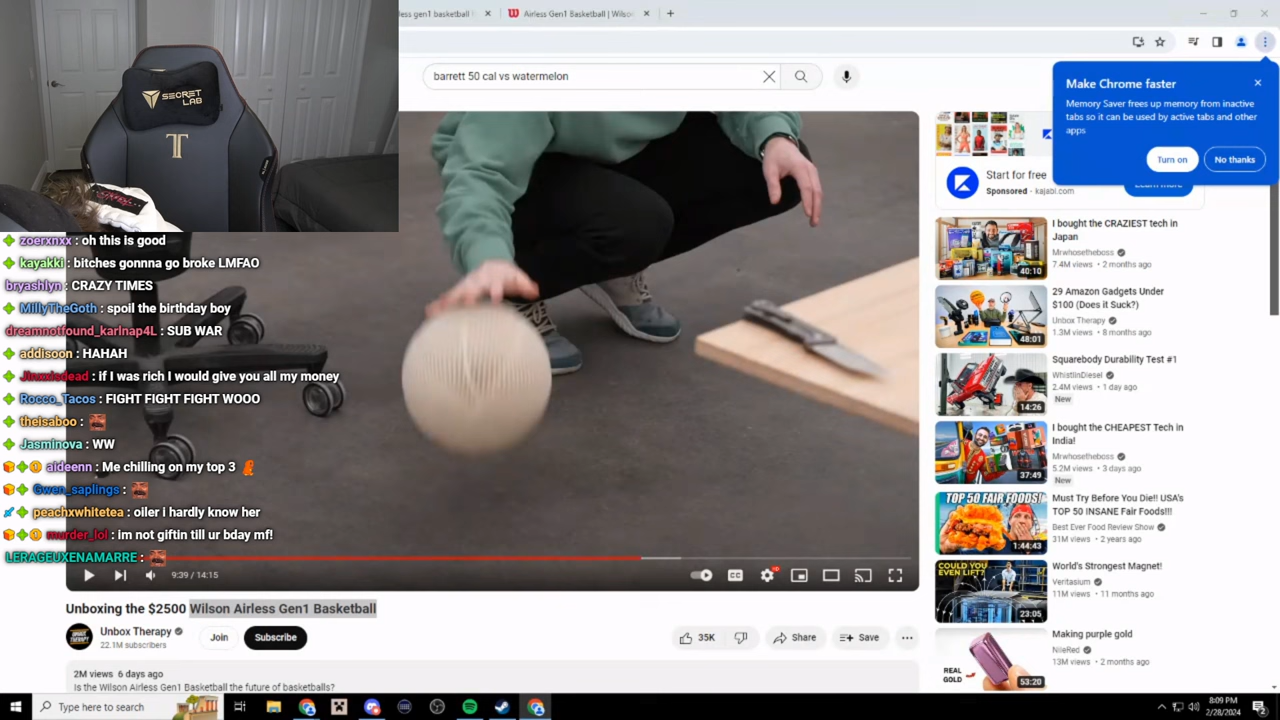 less gen1 basketball
Airless Gen1 Basketball | Wilso
barrett 50 cal vs watermelon
Make Chrome faster
Memory Saver frees up memory from inactive
tabs so it can be used by active tabs and other
apps
Turn on
No thanks
SECRET
LAB
Start for free
Sponsored · kajabi.com
Learn more
zoerxnxx : oh this is good
kayakki : bitches gonnna go broke LMFAO
bryashlyn : CRAZY TIMES
MillyTheGoth : spoil the birthday boy
dreamnotfound_karlnap4L : SUB WAR
addisoon : HAHAH
Jinxxisdead : if I was rich I would give you all my money
Rocco_Tacos : FIGHT FIGHT FIGHT WOOO
theisaboo :
Jasminova : WW
aideenn : Me chilling on my top 3
Gwen_saplings :
peachxwhitetea : oiler i hardly know her
murder_lol : Im not giftin till ur bday mf!
LERAGEUXENAMARRE :
9:39 / 14:15
CC
HD
Unboxing the $2500 Wilson Airless Gen1 Basketball
UNBOX
THERAPY
Unbox Therapy
22.1M subscribers
Join
Subscribe
35K
Share
Save
2M views 6 days ago
Is the Wilson Airless Gen1 Basketball the future of basketballs?
I bought the CRAZIEST tech in
Japan
Mrwhosetheboss
7.4M views · 2 months ago
40:10
29 Amazon Gadgets Under
$100 (Does it Suck?)
Unbox Therapy
1.3M views · 8 months ago
48:01
Squarebody Durability Test #1
WhistlinDiesel
2.4M views · 1 day ago
New
14:26
I bought the CHEAPEST Tech in
India!
Mrwhosetheboss
5.2M views · 3 days ago
New
37:49
TOP 50 FAIR FOODS!
Must Try Before You Die!! USA's
TOP 50 INSANE Fair Foods!!!
Best Ever Food Review Show
31M views · 2 years ago
1:44:43
COULD YOU
EVEN LIFT?
World's Strongest Magnet!
Veritasium
11M views · 11 months ago
23:05
REAL
GOLD
Making purple gold
NileRed
13M views · 2 months ago
53:20
Type here to search
8:09 PM
2/28/2024
2